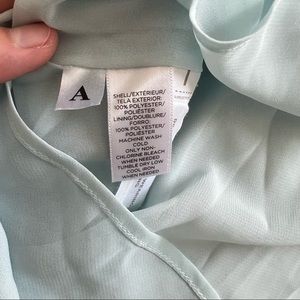 A
SHELL/EXTÉRIEUR/
TELA EXTERIOR:
100% POLYESTER/
POLIÉSTER
LINING/DOUBLURE/
FORRO:
100% POLYESTER/
POLIÉSTER
MACHINE WASH
COLD
ONLY NON-
CHLORINE BLEACH
WHEN NEEDED
TUMBLE DRY LOW
COOL IRON
WHEN NEEDED